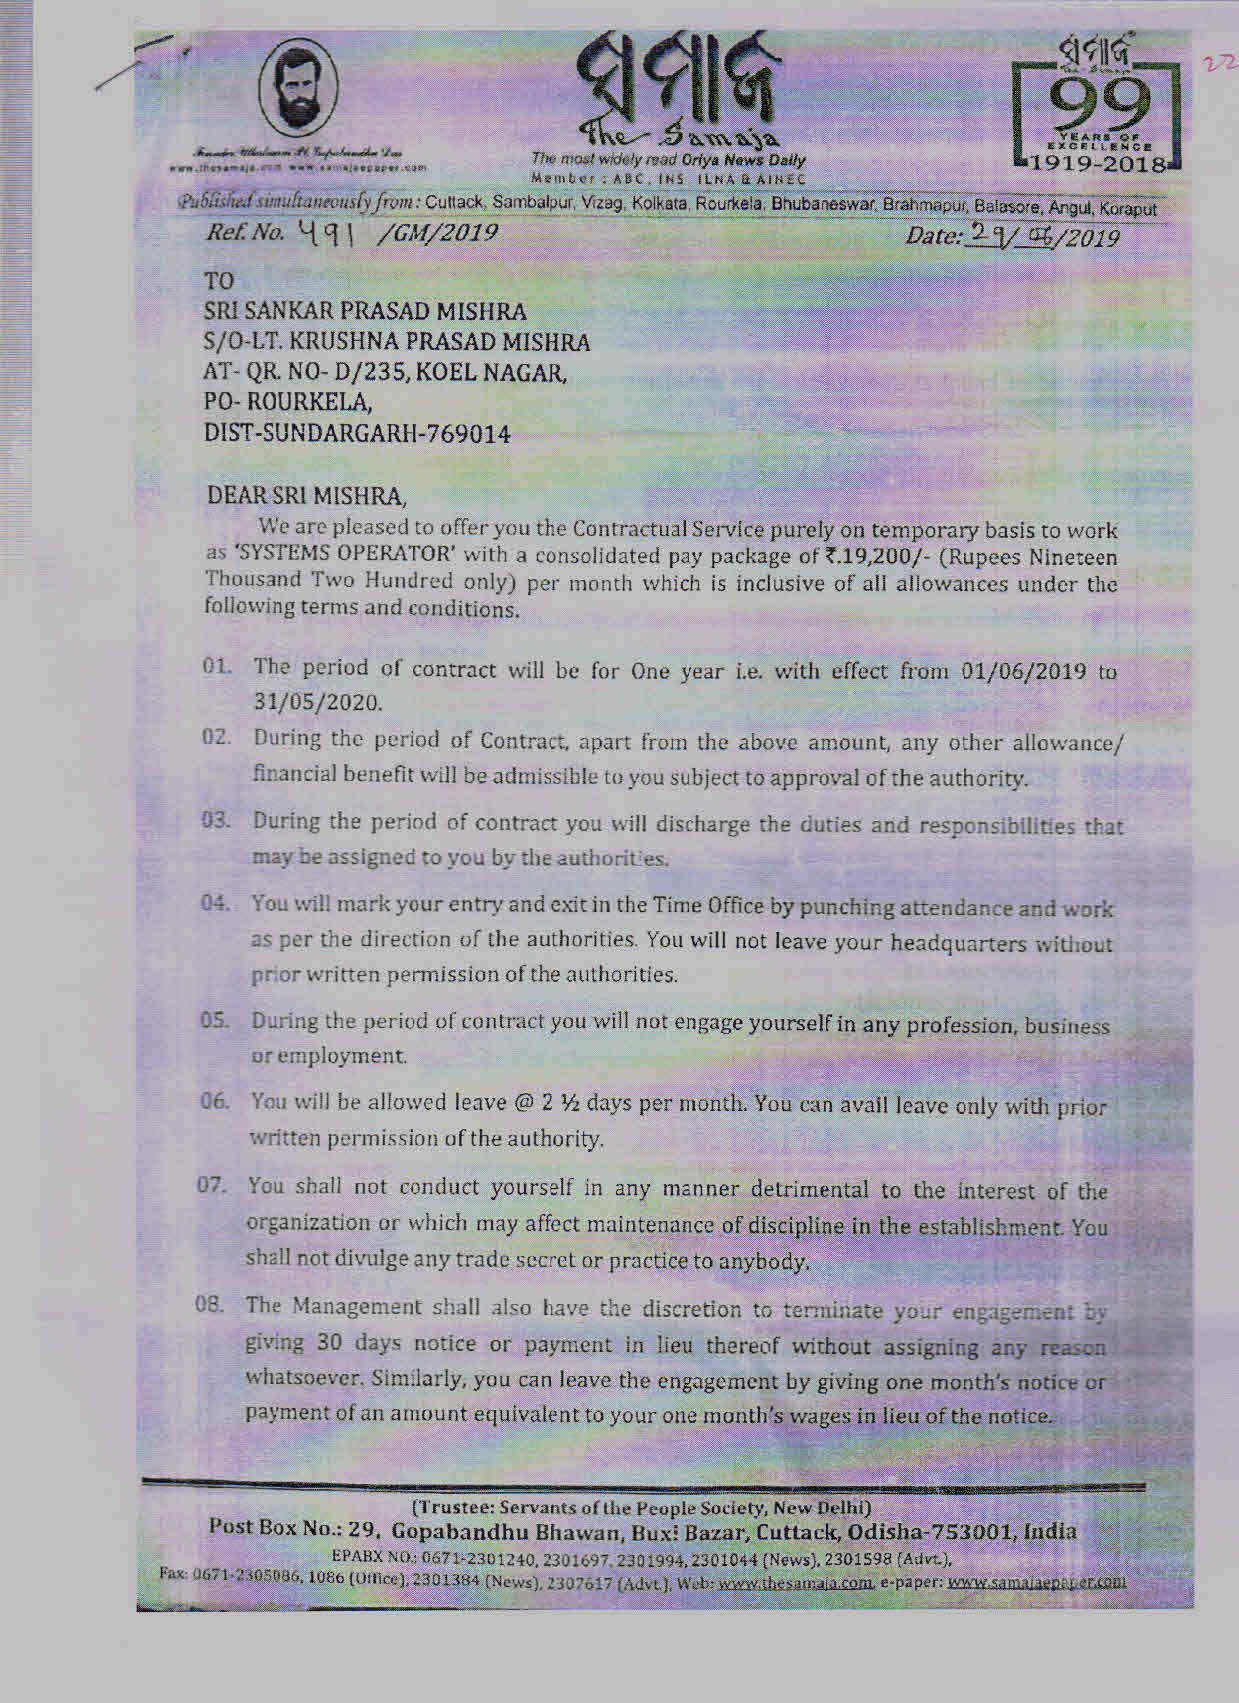 ସମାଜ
The Samaja
The most widely read Oriya News Daily
Member : ABC, INS, ILNA & AINEC
Founder Utkalmani Pt. Gopabandhu Das
www.thesamaja.com www.samajaepaper.com
ସମାଜ
The Samaja
99
YEARS OF
EXCELLENCE
1919-2018
22
Published simultaneously from : Cuttack, Sambalpur, Vizag, Kolkata, Rourkela, Bhubaneswar, Brahmapur, Balasore, Angul, Koraput
Ref. No. 491 /GM/2019 Date: 29/06/2019
TO
SRI SANKAR PRASAD MISHRA
S/O-LT. KRUSHNA PRASAD MISHRA
AT- QR. NO- D/235, KOEL NAGAR,
PO- ROURKELA,
DIST-SUNDARGARH-769014
DEAR SRI MISHRA,
We are pleased to offer you the Contractual Service purely on temporary basis to work
as 'SYSTEMS OPERATOR' with a consolidated pay package of ₹.19,200/- (Rupees Nineteen
Thousand Two Hundred only) per month which is inclusive of all allowances under the
following terms and conditions.
01. The period of contract will be for One year i.e. with effect from 01/06/2019 to
31/05/2020.
02. During the period of Contract, apart from the above amount, any other allowance/
financial benefit will be admissible to you subject to approval of the authority.
03. During the period of contract you will discharge the duties and responsibilities that
may be assigned to you by the authorities.
04. You will mark your entry and exit in the Time Office by punching attendance and work
as per the direction of the authorities. You will not leave your headquarters without
prior written permission of the authorities.
05. During the period of contract you will not engage yourself in any profession, business
or employment.
06. You will be allowed leave @ 2 ½ days per month. You can avail leave only with prior
written permission of the authority.
07. You shall not conduct yourself in any manner detrimental to the interest of the
organization or which may affect maintenance of discipline in the establishment. You
shall not divulge any trade secret or practice to anybody.
08. The Management shall also have the discretion to terminate your engagement by
giving 30 days notice or payment in lieu thereof without assigning any reason
whatsoever. Similarly, you can leave the engagement by giving one month's notice or
payment of an amount equivalent to your one month's wages in lieu of the notice.
(Trustee: Servants of the People Society, New Delhi)
Post Box No.: 29, Gopabandhu Bhawan, Buxi Bazar, Cuttack, Odisha-753001, India
EPABX NO.: 0671-2301240, 2301697, 2301994, 2301044 (News), 2301598 (Advt.),
Fax: 0671-2305086, 1086 (Office), 2301384 (News), 2307617 (Advt.), Web: www.thesamaja.com, e-paper: www.samajaepaper.com